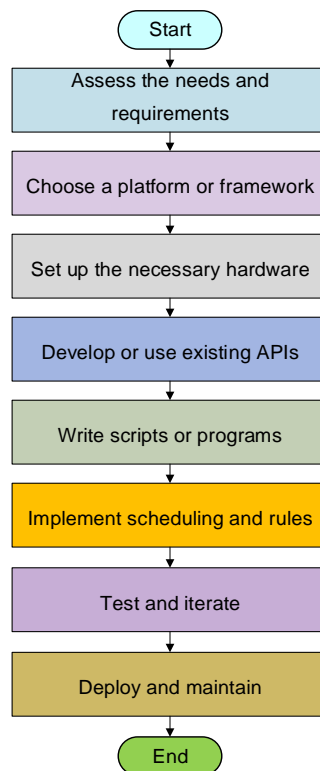 Start
Assess the needs and
requirements
Choose a platform or framework
Set up the necessary hardware
Develop or use existing APIs
Write scripts or programs
Implement scheduling and rules
Test and iterate
Deploy and maintain
End